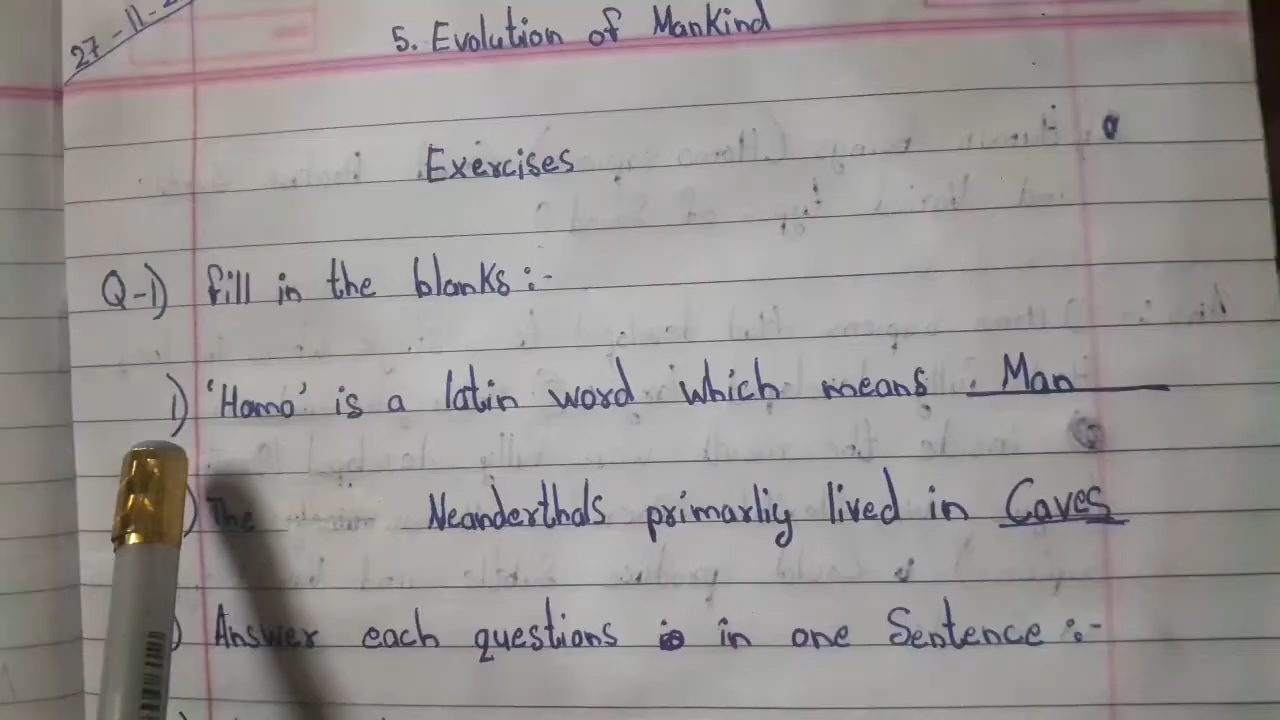 27-11-
5. Evolution of Mankind
Exercises
Q-1) fill in the blanks :-
1) 'Homo' is a latin word which means Man
) The Neanderthals primarliy lived in Caves
) Answer each questions in one Sentence :-